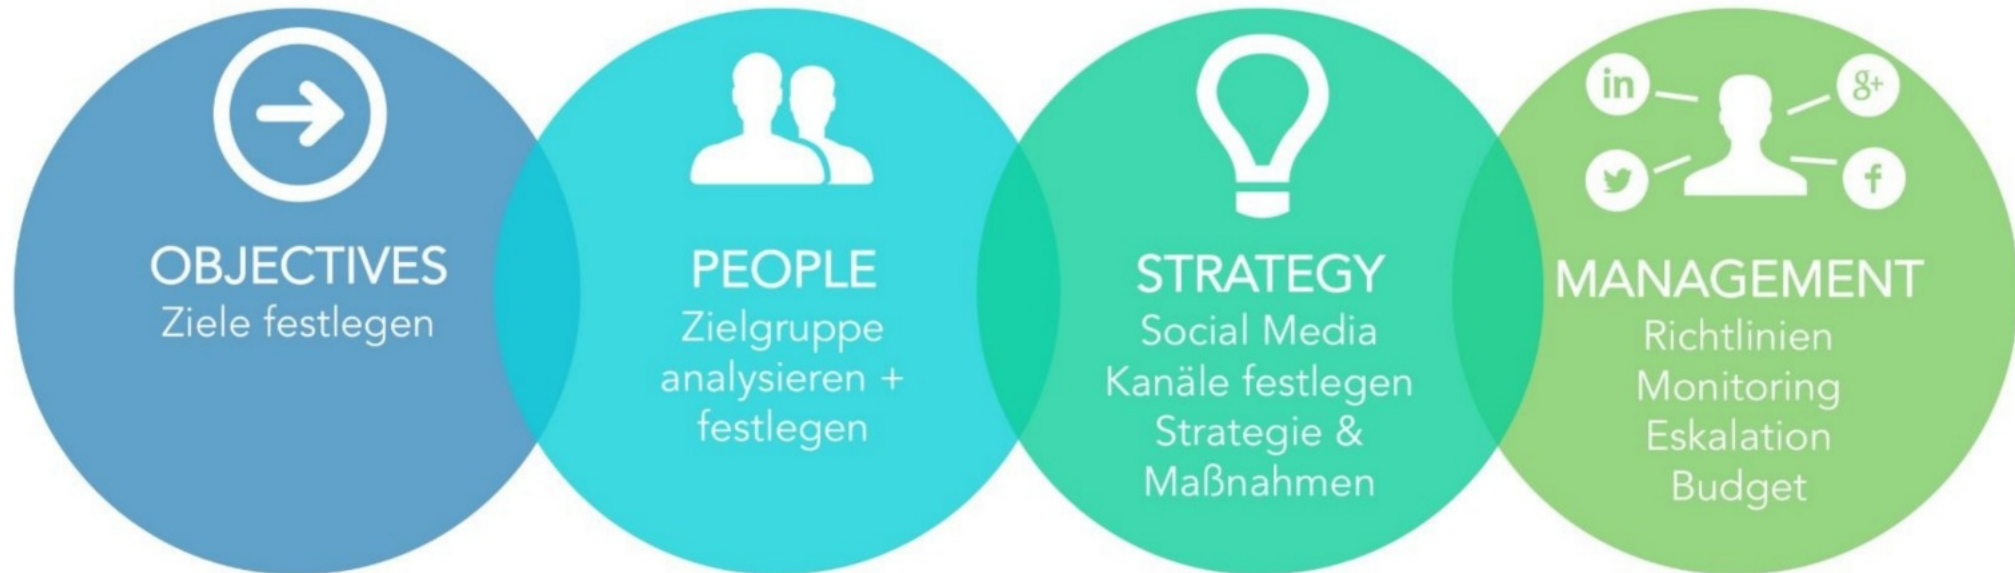 OBJECTIVES
Ziele festlegen
PEOPLE
Zielgruppe
analysieren +
festlegen
STRATEGY
Social Media
Kanäle festlegen
Strategie &
Maßnahmen
in
g+
f
MANAGEMENT
Richtlinien
Monitoring
Eskalation
Budget